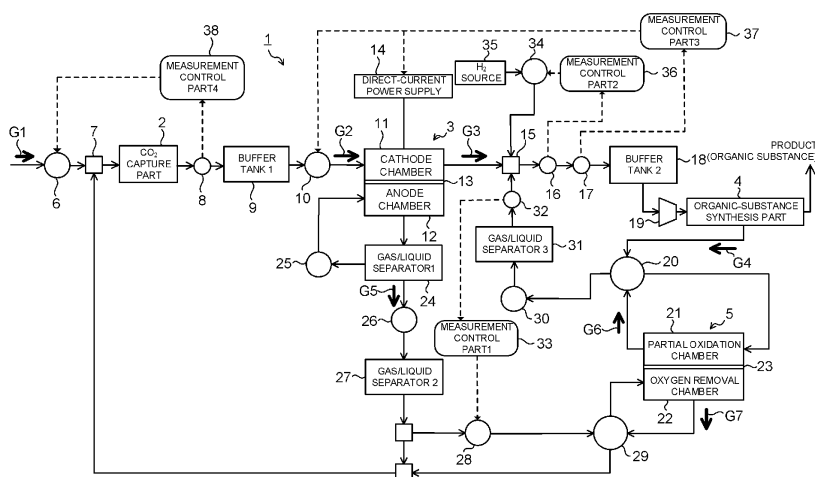 38
1
MEASUREMENT
CONTROL
PART4
14
DIRECT-CURRENT
POWER SUPPLY
35
H2
SOURCE
34
MEASUREMENT
CONTROL
PART2
36
MEASUREMENT
CONTROL
PART3
37
G1
6
7
2
CO2
CAPTURE
PART
8
BUFFER
TANK 1
9
G2
10
11
3
CATHODE
CHAMBER
13
ANODE
CHAMBER
12
G3
15
16
17
BUFFER
TANK 2
18
PRODUCT
(ORGANIC SUBSTANCE)
4
19
ORGANIC-SUBSTANCE
SYNTHESIS PART
G4
32
GAS/LIQUID
SEPARATOR 3
31
25
GAS/LIQUID
SEPARATOR1
24
G5
26
20
30
G6
21
5
PARTIAL OXIDATION
CHAMBER
23
OXYGEN REMOVAL
CHAMBER
22
G7
MEASUREMENT
CONTROL
PART1
33
27
GAS/LIQUID
SEPARATOR 2
28
29